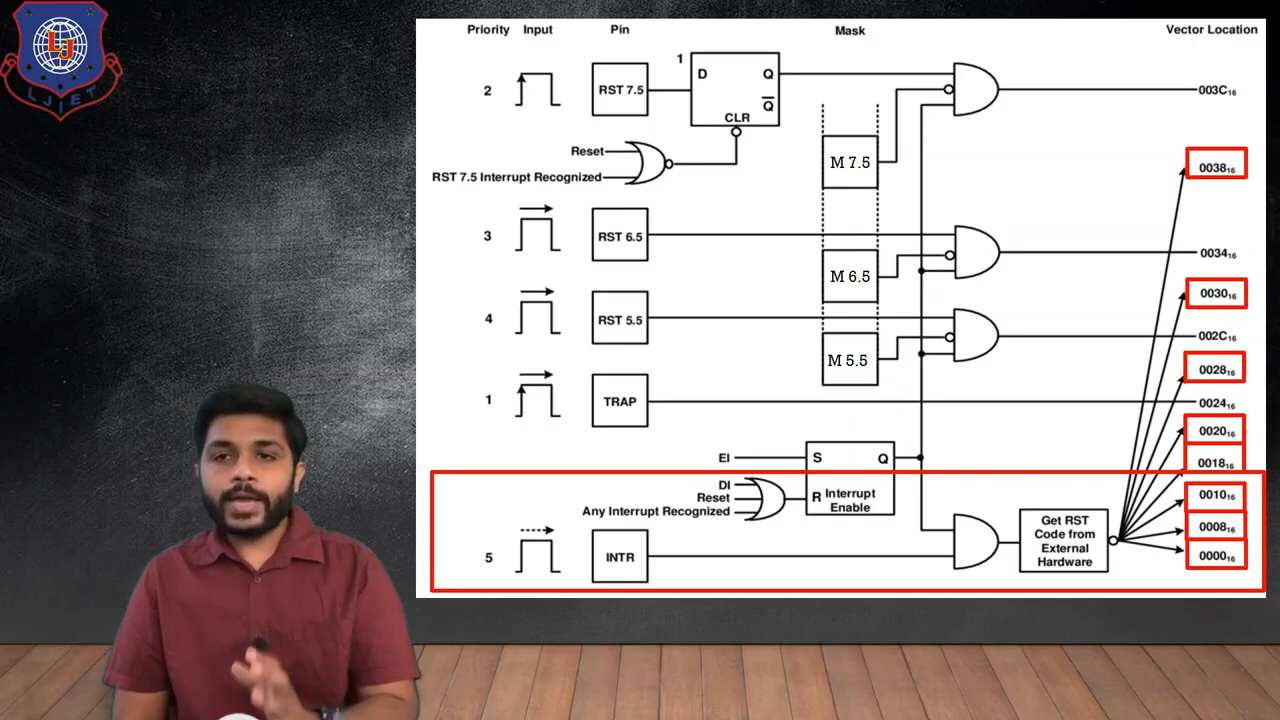 LJ
LJIET
Priority Input Pin Mask Vector Location
2 RST 7.5 1 D Q 003C16
Q
CLR
Reset
RST 7.5 Interrupt Recognized
M 7.5
003816
3 RST 6.5 003416
M 6.5
003016
4 RST 5.5 002C16
M 5.5
002816
1 TRAP 002416
002016
EI S Q 001816
DI
Reset R Interrupt Enable 001016
Any Interrupt Recognized
000816
5 INTR 000016
Get RST
Code from
External
Hardware